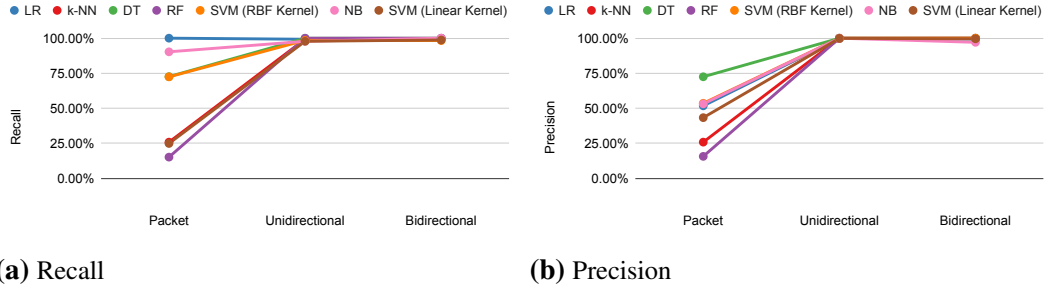 LR k-NN DT RF SVM (RBF Kernel) NB SVM (Linear Kernel)
100.00%
75.00%
50.00%
25.00%
0.00%
Recall
Packet Unidirectional Bidirectional
(a) Recall
LR k-NN DT RF SVM (RBF Kernel) NB SVM (Linear Kernel)
100.00%
75.00%
50.00%
25.00%
0.00%
Precision
Packet Unidirectional Bidirectional
(b) Precision